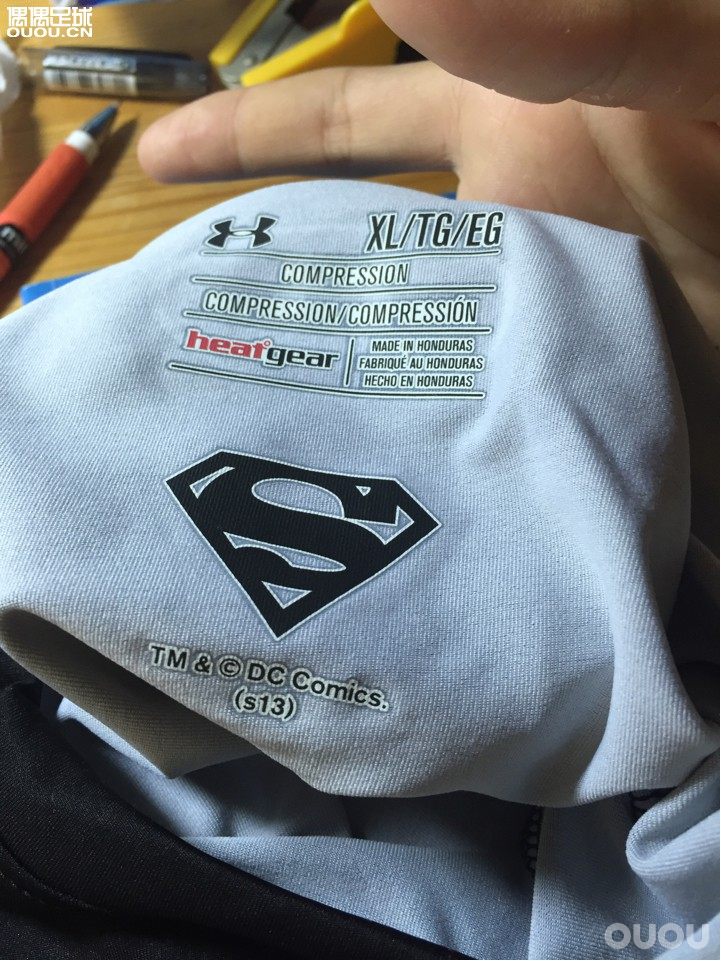 偶偶足球
OUOU.CN
XL/TG/EG
COMPRESSION
COMPRESSION/COMPRESSIÓN
heatgear
MADE IN HONDURAS
FABRIQUÉ AU HONDURAS
HECHO EN HONDURAS
S
TM & © DC Comics.
(s13)
OUOU